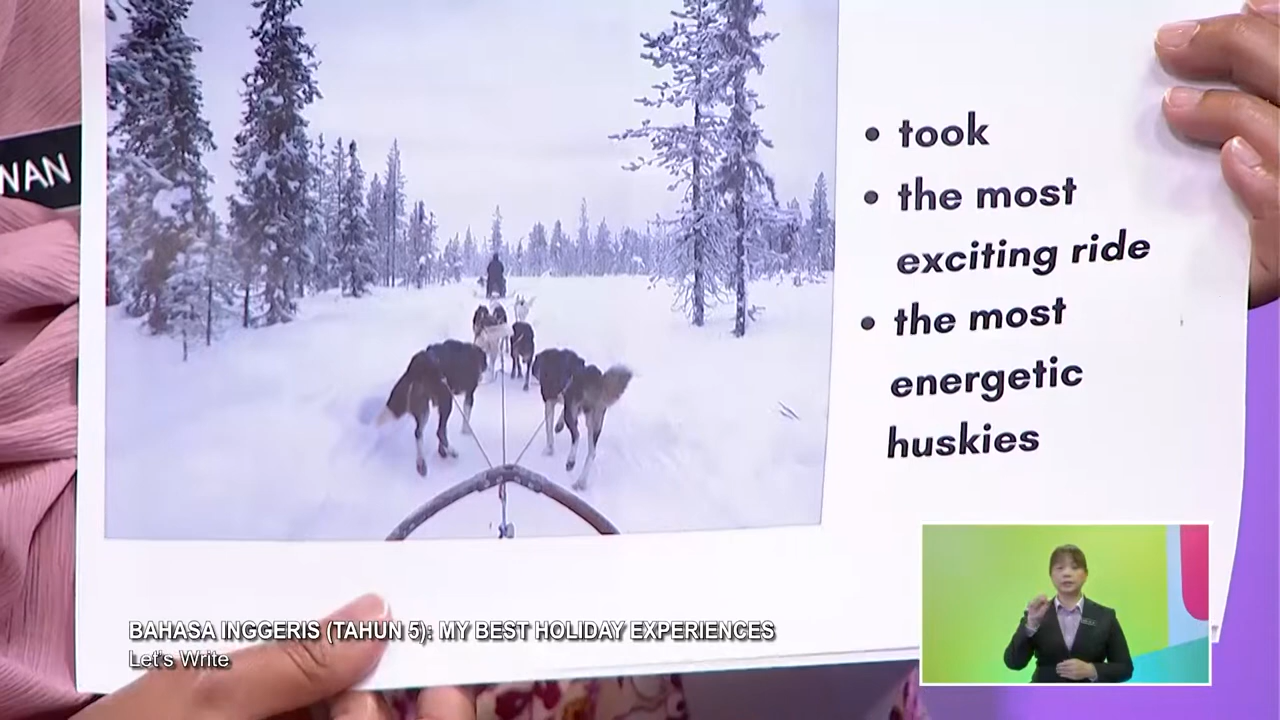 WAN
• took
• the most
exciting ride
• the most
energetic
huskies
BAHASA INGGERIS (TAHUN 5): MY BEST HOLIDAY EXPERIENCES
Let's Write